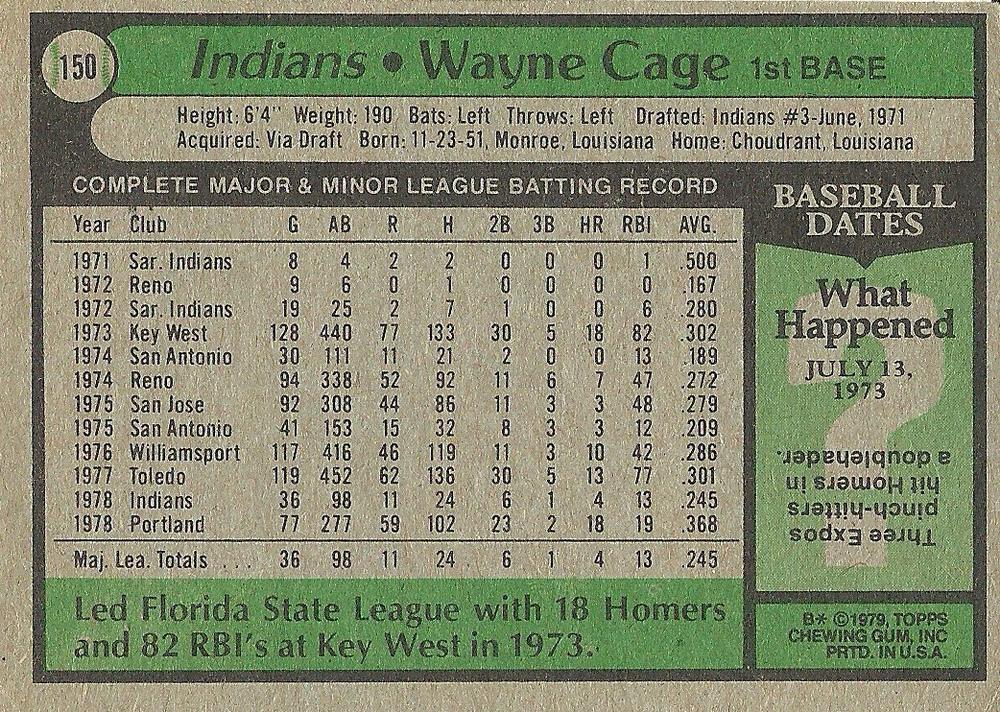 150
Indians • Wayne Cage 1st BASE
Height: 6'4" Weight: 190 Bats: Left Throws: Left Drafted: Indians #3-June, 1971
Acquired: Via Draft Born: 11-23-51, Monroe, Louisiana Home: Choudrant, Louisiana
COMPLETE MAJOR & MINOR LEAGUE BATTING RECORD
Year Club G AB R H 2B 3B HR RBI AVG.
1971 Sar. Indians 8 4 2 2 0 0 0 1 .500
1972 Reno 9 6 0 1 0 0 0 0 .167
1972 Sar. Indians 19 25 2 7 1 0 0 6 .280
1973 Key West 128 440 77 133 30 5 18 82 .302
1974 San Antonio 30 111 11 21 2 0 0 13 .189
1974 Reno 94 338 52 92 11 6 7 47 .272
1975 San Jose 92 308 44 86 11 3 3 48 .279
1975 San Antonio 41 153 15 32 8 3 3 12 .209
1976 Williamsport 117 416 46 119 11 3 10 42 .286
1977 Toledo 119 452 62 136 30 5 13 77 .301
1978 Indians 36 98 11 24 6 1 4 13 .245
1978 Portland 77 277 59 102 23 2 18 19 .368
Maj. Lea. Totals . . . 36 98 11 24 6 1 4 13 .245
Led Florida State League with 18 Homers
and 82 RBI's at Key West in 1973.
BASEBALL
DATES
What
Happened
JULY 13,
1973
Three Expos
pinch-hitters
hit Homers in
a doubleheader.
B* ©1979, TOPPS
CHEWING GUM, INC
PRTD. IN U.S.A.